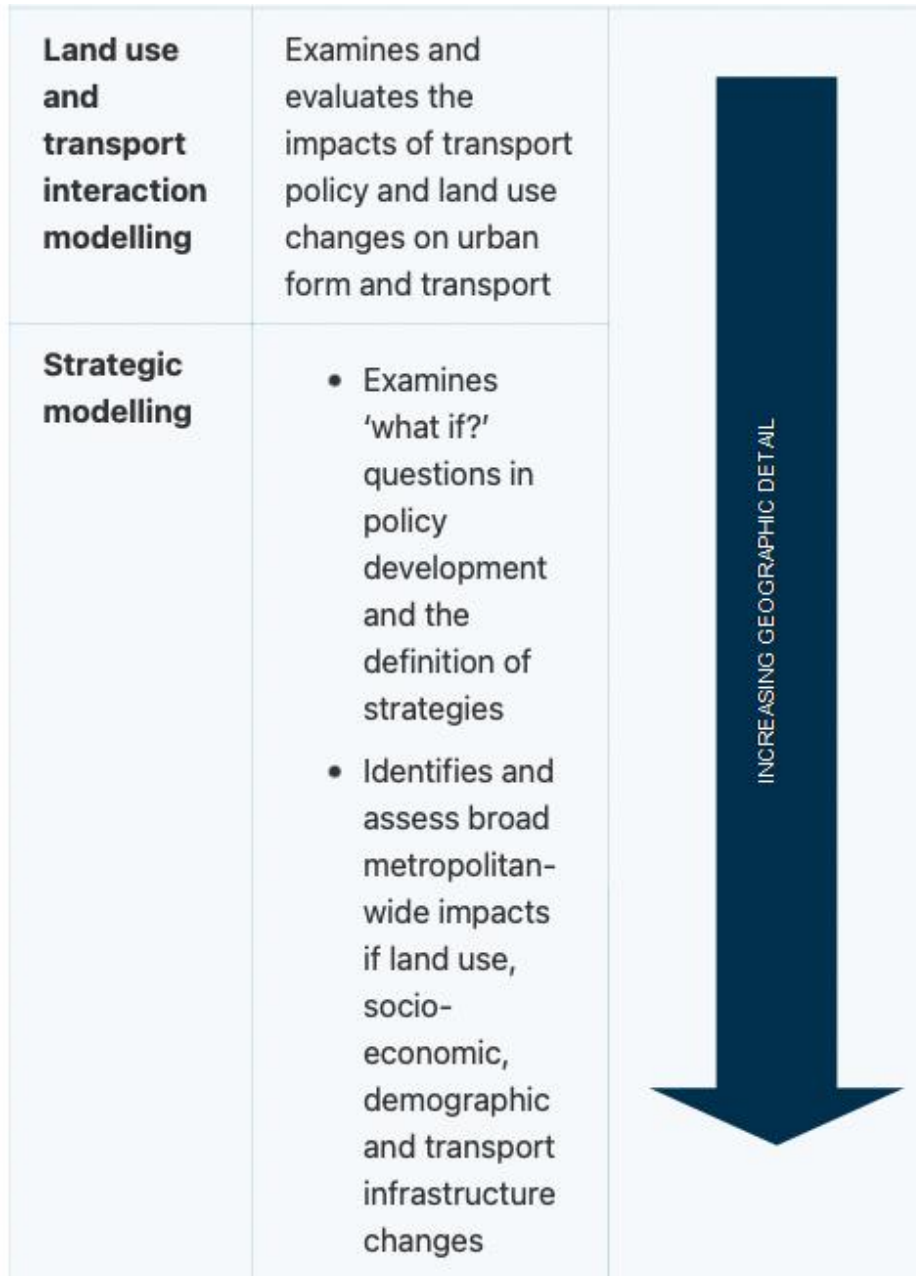 Land use
and
transport
interaction
modelling
Examines and
evaluates the
impacts of transport
policy and land use
changes on urban
form and transport
Strategic
modelling
• Examines
‘what if?’
questions in
policy
development
and the
definition of
strategies
• Identifies and
assess broad
metropolitan-
wide impacts
if land use,
socio-
economic,
demographic
and transport
infrastructure
changes
INCREASING GEOGRAPHIC DETAIL